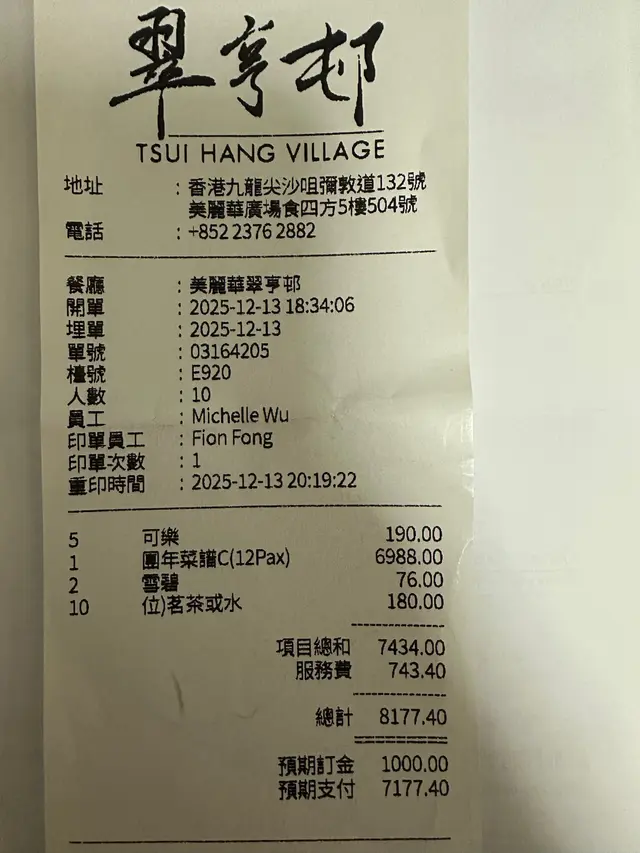 翠亨邨
TSUI HANG VILLAGE
地址 : 香港九龍尖沙咀彌敦道132號
美麗華廣場食四方5樓504號
電話 : +852 2376 2882
餐廳 : 美麗華翠亨邨
開單 : 2025-12-13 18:34:06
埋單 : 2025-12-13
單號 : 03164205
檯號 : E920
人數 : 10
員工 : Michelle Wu
印單員工 : Fion Fong
印單次數 : 1
重印時間 : 2025-12-13 20:19:22
5 可樂 190.00
1 團年菜譜C(12Pax) 6988.00
2 雪碧 76.00
10 位)茗茶或水 180.00
項目總和 7434.00
服務費 743.40
總計 8177.40
預期訂金 1000.00
預期支付 7177.40